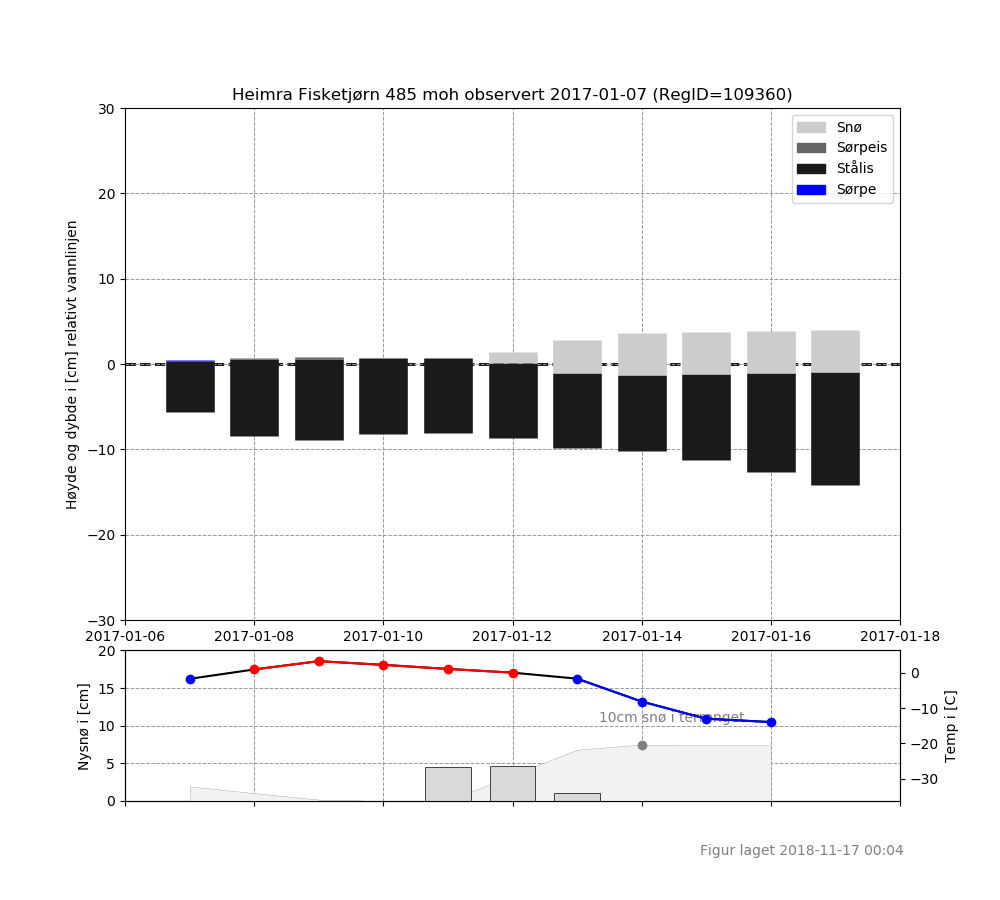 Heimra Fisketjørn 485 moh observert 2017-01-07 (RegID=109360)
Høyde og dybde i [cm] relativt vannlinjen
30
20
10
0
−10
−20
−30
Snø
Sørpeis
Stålis
Sørpe
2017-01-06 2017-01-08 2017-01-10 2017-01-12 2017-01-14 2017-01-16 2017-01-18
Nysnø i [cm]
20
15
10
5
0
10cm snø i terrenget
0
−10
−20
−30
Temp i [C]
Figur laget 2018-11-17 00:04